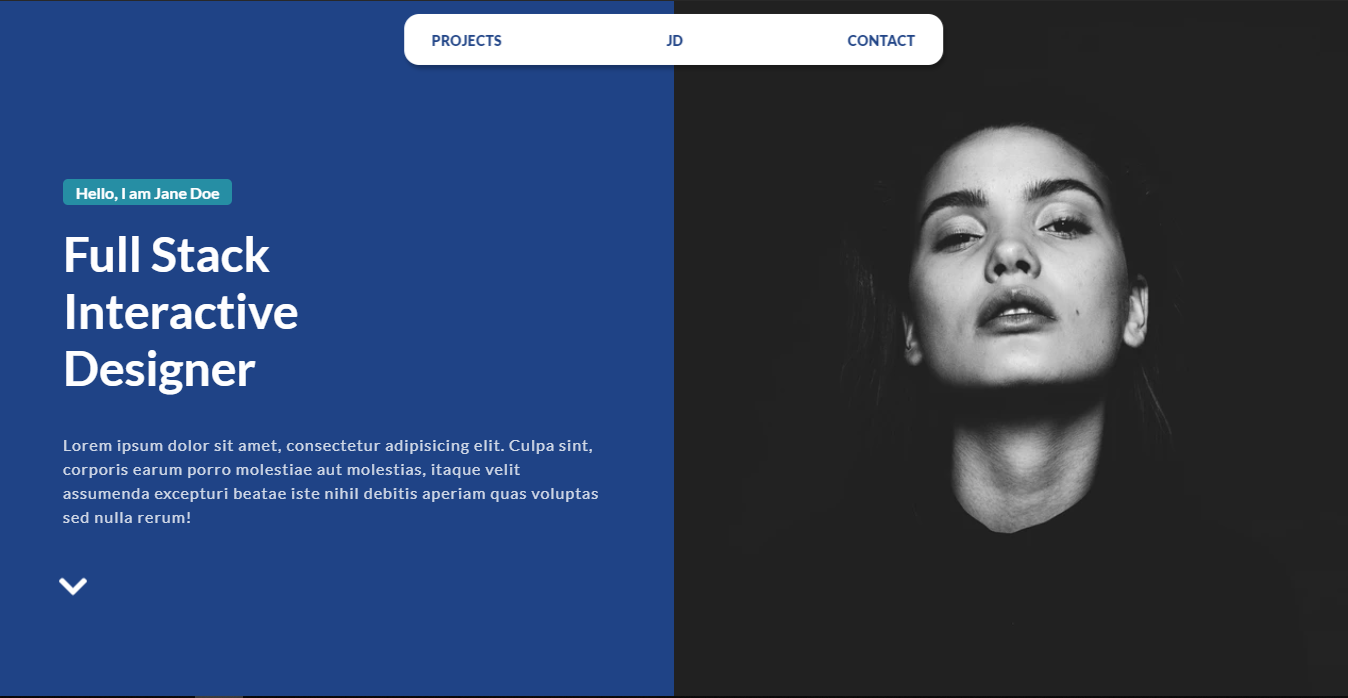 PROJECTS JD CONTACT
Hello, I am Jane Doe
Full Stack
Interactive
Designer
Lorem ipsum dolor sit amet, consectetur adipisicing elit. Culpa sint,
corporis earum porro molestiae aut molestias, itaque velit
assumenda excepturi beatae iste nihil debitis aperiam quas voluptas
sed nulla rerum!